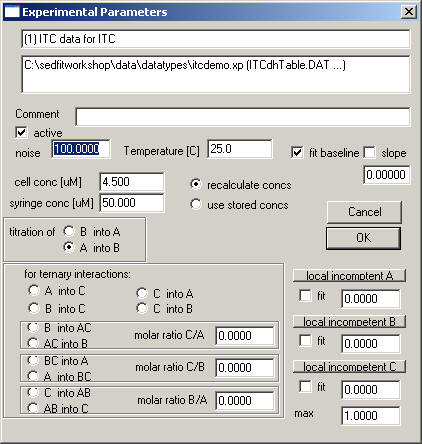 Experimental Parameters
(1) ITC data for ITC
C:\sedfitworkshop\data\datatypes\itcdemo.xp (ITCdhTable.DAT ...)
Comment
active
noise 100.0000 Temperature [C] 25.0 fit baseline slope
0.00000
cell conc [uM] 4.500 recalculate concs
syringe conc [uM] 50.000 use stored concs
Cancel
titration of B into A
A into B
OK
for ternary interactions:
A into C C into A
B into C C into B
B into AC molar ratio C/A 0.0000
AC into B
BC into A molar ratio C/B 0.0000
A into BC
C into AB molar ratio B/A 0.0000
AB into C
local incomptent A
fit 0.0000
local incompetent B
fit 0.0000
local incompetent C
fit 0.0000
max 1.0000